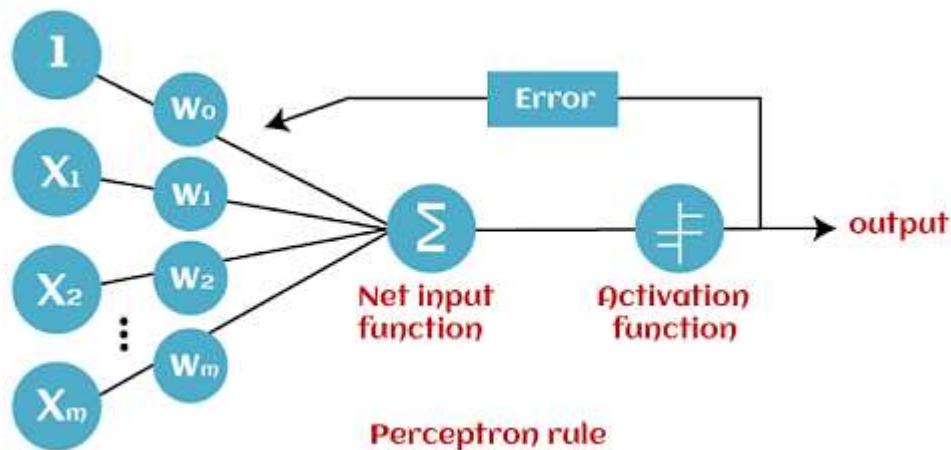 1
W₀
Error
X₁
W₁
Σ
output
X₂
W₂
Net input
function
Activation
function
Xₘ
Wₘ
Perceptron rule